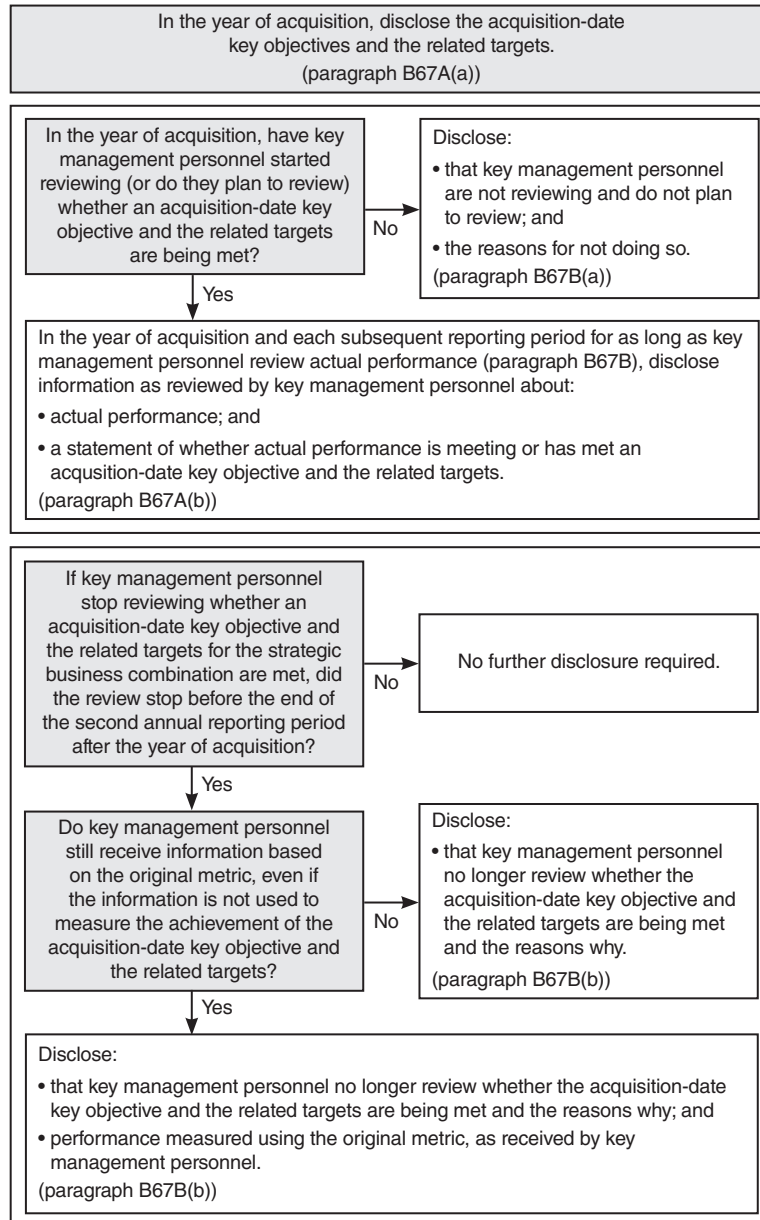 In the year of acquisition, disclose the acquisition-date
key objectives and the related targets.
(paragraph B67A(a))
In the year of acquisition, have key
management personnel started
reviewing (or do they plan to review)
whether an acquisition-date key
objective and the related targets
are being met?
No
Disclose:
• that key management personnel
are not reviewing and do not plan
to review; and
• the reasons for not doing so.
(paragraph B67B(a))
Yes
In the year of acquisition and each subsequent reporting period for as long as key
management personnel review actual performance (paragraph B67B), disclose
information as reviewed by key management personnel about:
• actual performance; and
• a statement of whether actual performance is meeting or has met an
acqusition-date key objective and the related targets.
(paragraph B67A(b))
If key management personnel
stop reviewing whether an
acquisition-date key objective and
the related targets for the strategic
business combination are met, did
the review stop before the end of
the second annual reporting period
after the year of acquisition?
No
No further disclosure required.
Yes
Do key management personnel
still receive information based
on the original metric, even if
the information is not used to
measure the achievement of the
acquisition-date key objective and
the related targets?
No
Disclose:
• that key management personnel
no longer review whether the
acquisition-date key objective and
the related targets are being met
and the reasons why.
(paragraph B67B(b))
Yes
Disclose:
• that key management personnel no longer review whether the acquisition-date
key objective and the related targets are being met and the reasons why; and
• performance measured using the original metric, as received by key
management personnel.
(paragraph B67B(b))